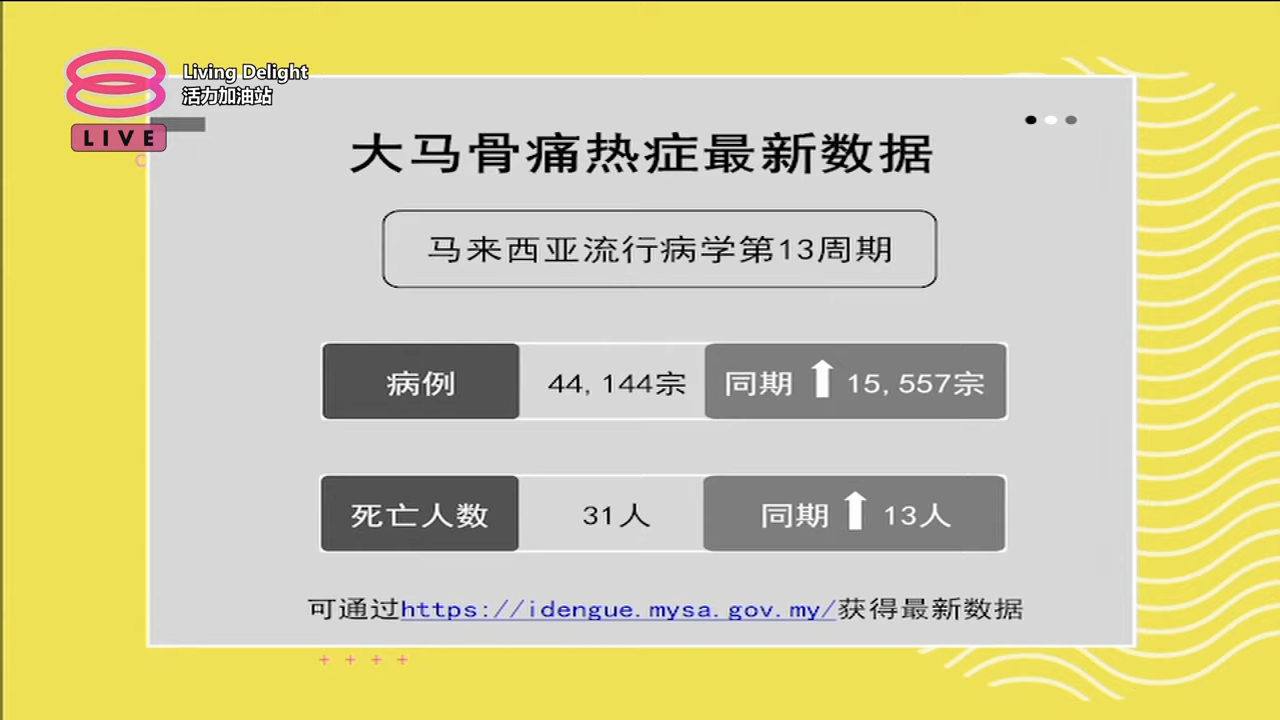 Living Delight
活力加油站
LIVE
大马骨痛热症最新数据
马来西亚流行病学第13周期
病例 44,144宗 同期 15,557宗
死亡人数 31人 同期 13人
可通过https://idengue.mysa.gov.my/获得最新数据